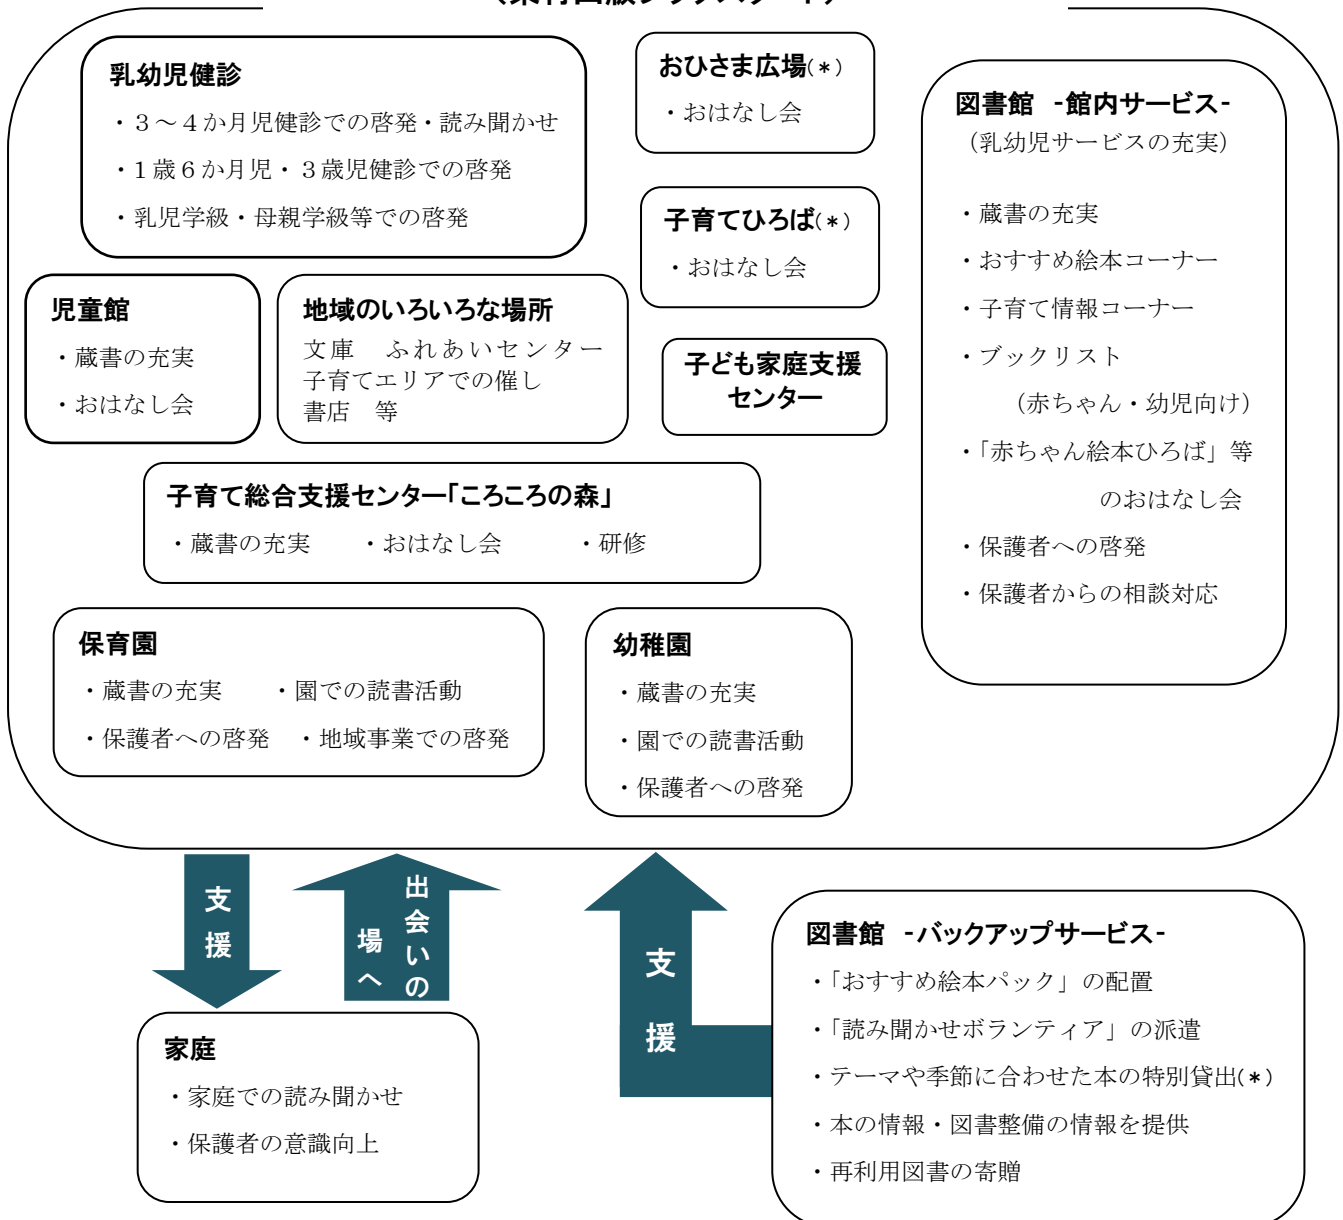 乳幼児健診
・３～４か月児健診での啓発・読み聞かせ
・１歳６か月児・３歳児健診での啓発
・乳児学級・母親学級等での啓発
おひさま広場(＊)
・おはなし会
子育てひろば(＊)
・おはなし会
図書館 -館内サービス-
（乳幼児サービスの充実）
・蔵書の充実
・おすすめ絵本コーナー
・子育て情報コーナー
・ブックリスト
（赤ちゃん・幼児向け）
・「赤ちゃん絵本ひろば」等
のおはなし会
・保護者への啓発
・保護者からの相談対応
児童館
・蔵書の充実
・おはなし会
地域のいろいろな場所
文庫　ふれあいセンター
子育てエリアでの催し
書店　等
子ども家庭支援
センター
子育て総合支援センター「ころころの森」
・蔵書の充実　・おはなし会　・研修
保育園
・蔵書の充実　・園での読書活動
・保護者への啓発　・地域事業での啓発
幼稚園
・蔵書の充実
・園での読書活動
・保護者への啓発
支援
出会いの
場へ
支援
家庭
・家庭での読み聞かせ
・保護者の意識向上
図書館 -バックアップサービス-
・「おすすめ絵本パック」の配置
・「読み聞かせボランティア」の派遣
・テーマや季節に合わせた本の特別貸出(＊)
・本の情報・図書整備の情報を提供
・再利用図書の寄贈